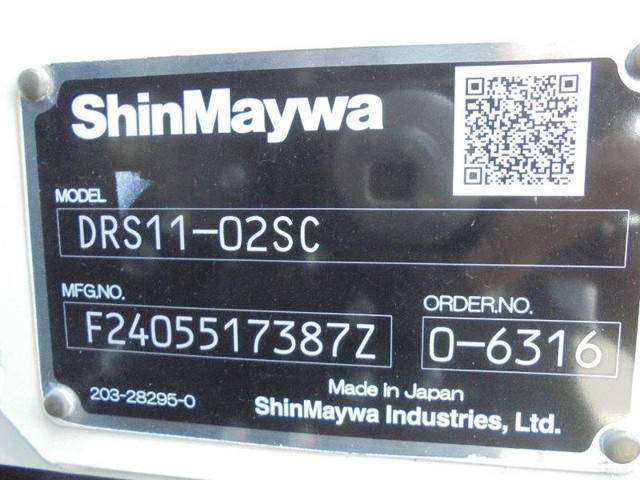 ShinMaywa
MODEL
DRS11-02SC
MFG.NO.
F2405517387Z
ORDER.NO.
0-6316
203-28295-0
Made in Japan
ShinMaywa Industries, Ltd.